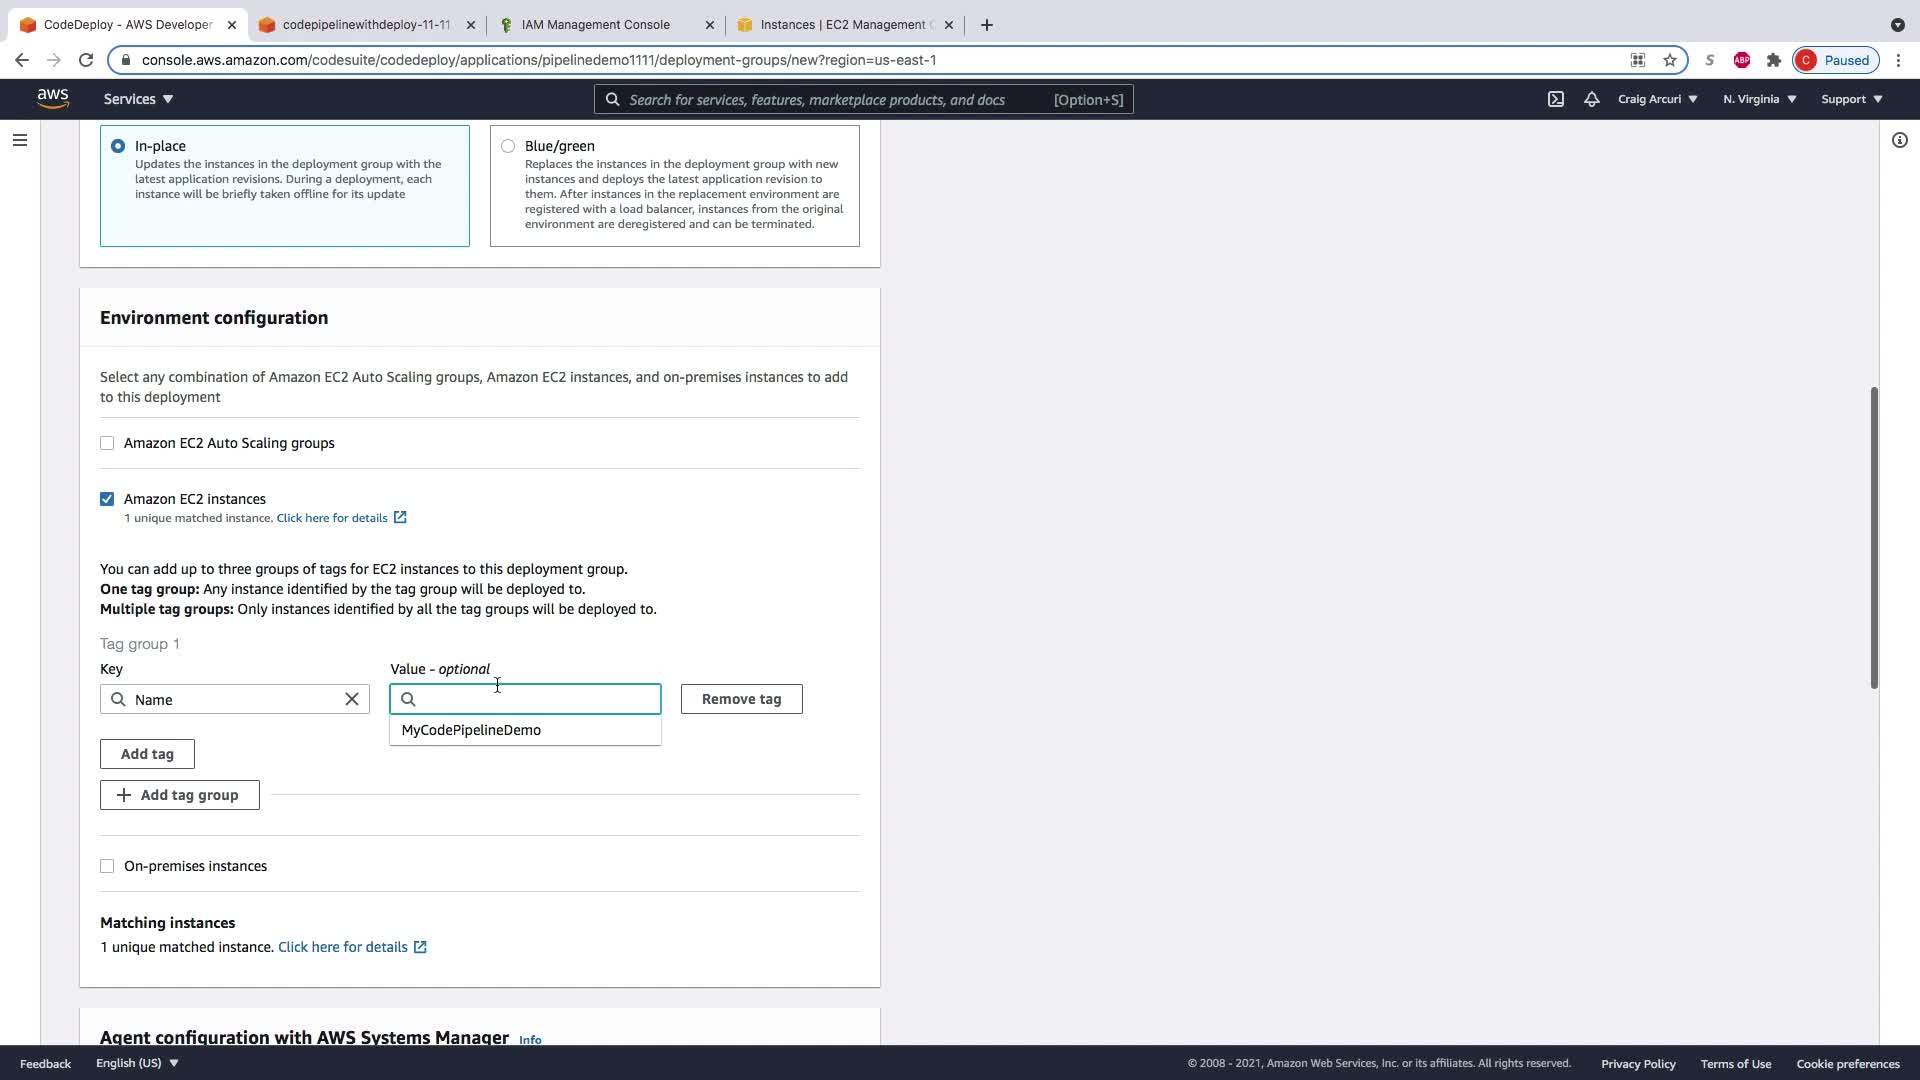 CodeDeploy - AWS Developer
codepipelinewithdeploy-11-11
IAM Management Console
Instances | EC2 Management C
console.aws.amazon.com/codesuite/codedeploy/applications/pipelinedemo1111/deployment-groups/new?region=us-east-1
S
ABP
C Paused
aws
Services
Search for services, features, marketplace products, and docs [Option+S]
Craig Arcuri
N. Virginia
Support
In-place
Updates the instances in the deployment group with the
latest application revisions. During a deployment, each
instance will be briefly taken offline for its update
Blue/green
Replaces the instances in the deployment group with new
instances and deploys the latest application revision to
them. After instances in the replacement environment are
registered with a load balancer, instances from the original
environment are deregistered and can be terminated.
Environment configuration
Select any combination of Amazon EC2 Auto Scaling groups, Amazon EC2 instances, and on-premises instances to add
to this deployment
Amazon EC2 Auto Scaling groups
Amazon EC2 instances
1 unique matched instance. Click here for details
You can add up to three groups of tags for EC2 instances to this deployment group.
One tag group: Any instance identified by the tag group will be deployed to.
Multiple tag groups: Only instances identified by all the tag groups will be deployed to.
Tag group 1
Key
Value - optional
Name
Remove tag
MyCodePipelineDemo
Add tag
Add tag group
On-premises instances
Matching instances
1 unique matched instance. Click here for details
Agent configuration with AWS Systems Manager Info
Feedback
English (US)
© 2008 - 2021, Amazon Web Services, Inc. or its affiliates. All rights reserved.
Privacy Policy
Terms of Use
Cookie preferences